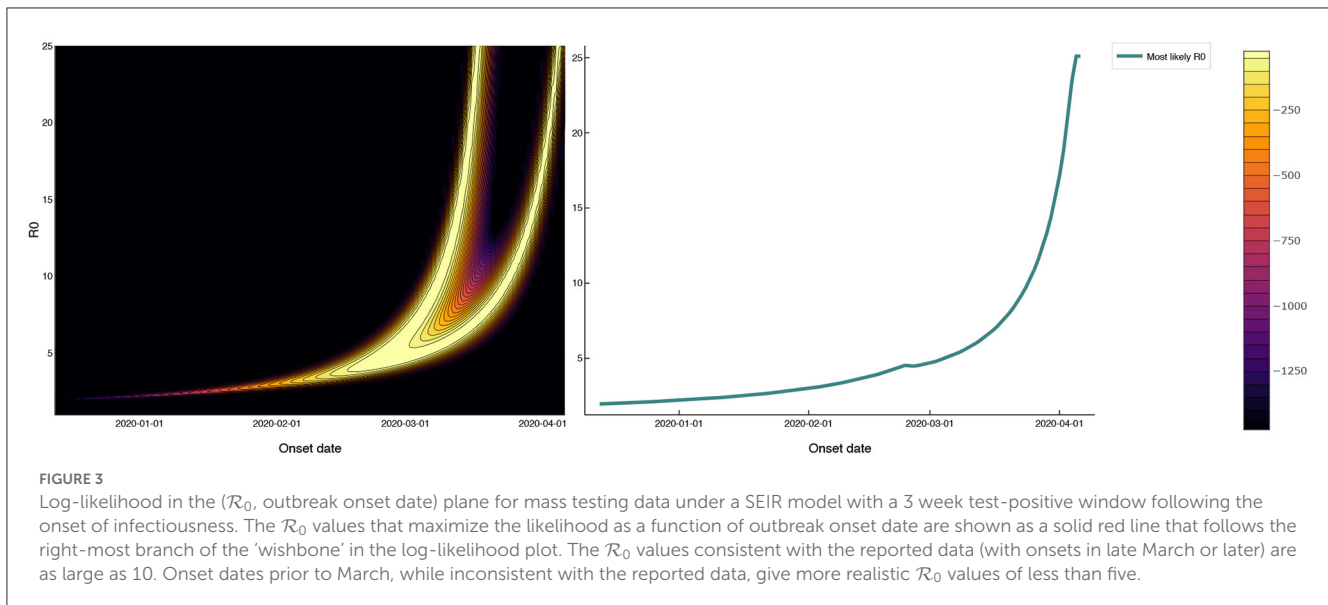 25
20
15
10
5
R0
2020-01-01 2020-02-01 2020-03-01 2020-04-01
Onset date
25
20
15
10
5
2020-01-01 2020-02-01 2020-03-01 2020-04-01
Onset date
Most likely R0
−250
−500
−750
−1000
−1250
FIGURE 3
Log-likelihood in the (ℛ₀, outbreak onset date) plane for mass testing data under a SEIR model with a 3 week test-positive window following the
onset of infectiousness. The ℛ₀ values that maximize the likelihood as a function of outbreak onset date are shown as a solid red line that follows the
right-most branch of the ‘wishbone’ in the log-likelihood plot. The ℛ₀ values consistent with the reported data (with onsets in late March or later) are
as large as 10. Onset dates prior to March, while inconsistent with the reported data, give more realistic ℛ₀ values of less than five.